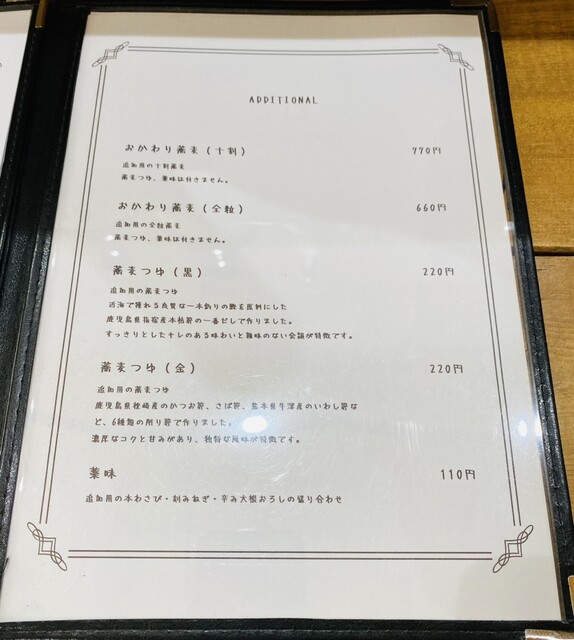 ADDITIONAL
おかわり蕎麦(十割) 770円
追加用の十割蕎麦
蕎麦つゆ、薬味は付きません。
おかわり蕎麦(全粒) 660円
追加用の全粒蕎麦
蕎麦つゆ、薬味は付きません。
蕎麦つゆ(黒) 220円
追加用の蕎麦つゆ
近海で獲れる良質な一本釣りの鰹を原料にした
鹿児島県指宿産本枯節の一番だしで作りました。
すっきりとしたキレのある味わいと雑味のない余韻が特徴です。
蕎麦つゆ(金) 220円
追加用の蕎麦つゆ
鹿児島県枕崎産のかつお節、さば節、熊本県牛深産のいわし節な
ど、6種類の削り節で作りました。
濃厚なコクと甘みがあり、独特な風味が特徴です。
薬味 110円
追加用の本わさび・刻みねぎ・辛み大根おろしの盛り合わせ